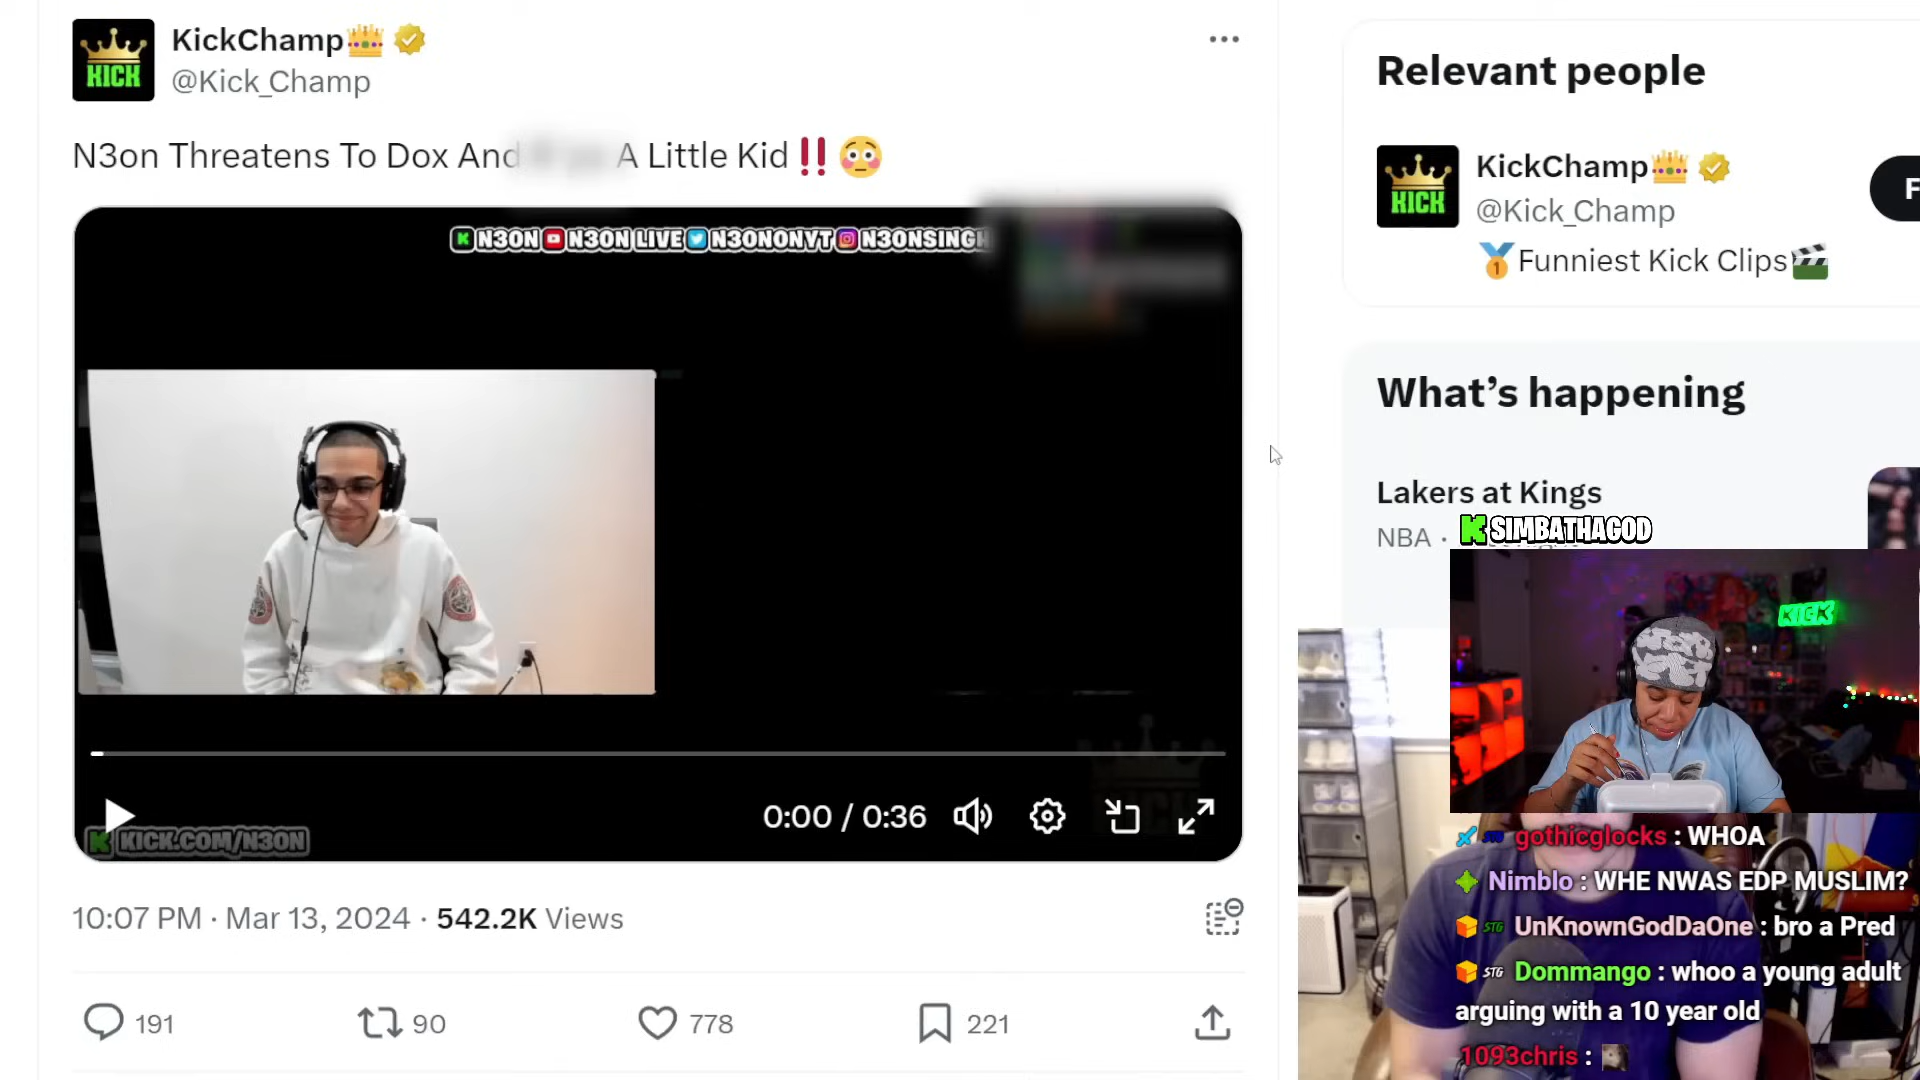 KickChamp
@Kick_Champ
N3on Threatens To Dox And A Little Kid‼️
N3ON N3ON LIVE N3ONONYT N3ONSINGH
0:00 / 0:36
KICK.COM/N3ON
10:07 PM · Mar 13, 2024 · 542.2K Views
191 90 778 221
Relevant people
KICK
KickChamp
@Kick_Champ
Funniest Kick Clips
What’s happening
Lakers at Kings
NBA ·
SIMBATHAGOD
KICK
gothicglocks : WHOA
Nimblo : WHE NWAS EDP MUSLIM?
STG UnKnownGodDaOne : bro a Pred
STG Dommango : whoo a young adult
arguing with a 10 year old
1093chris :
KICK